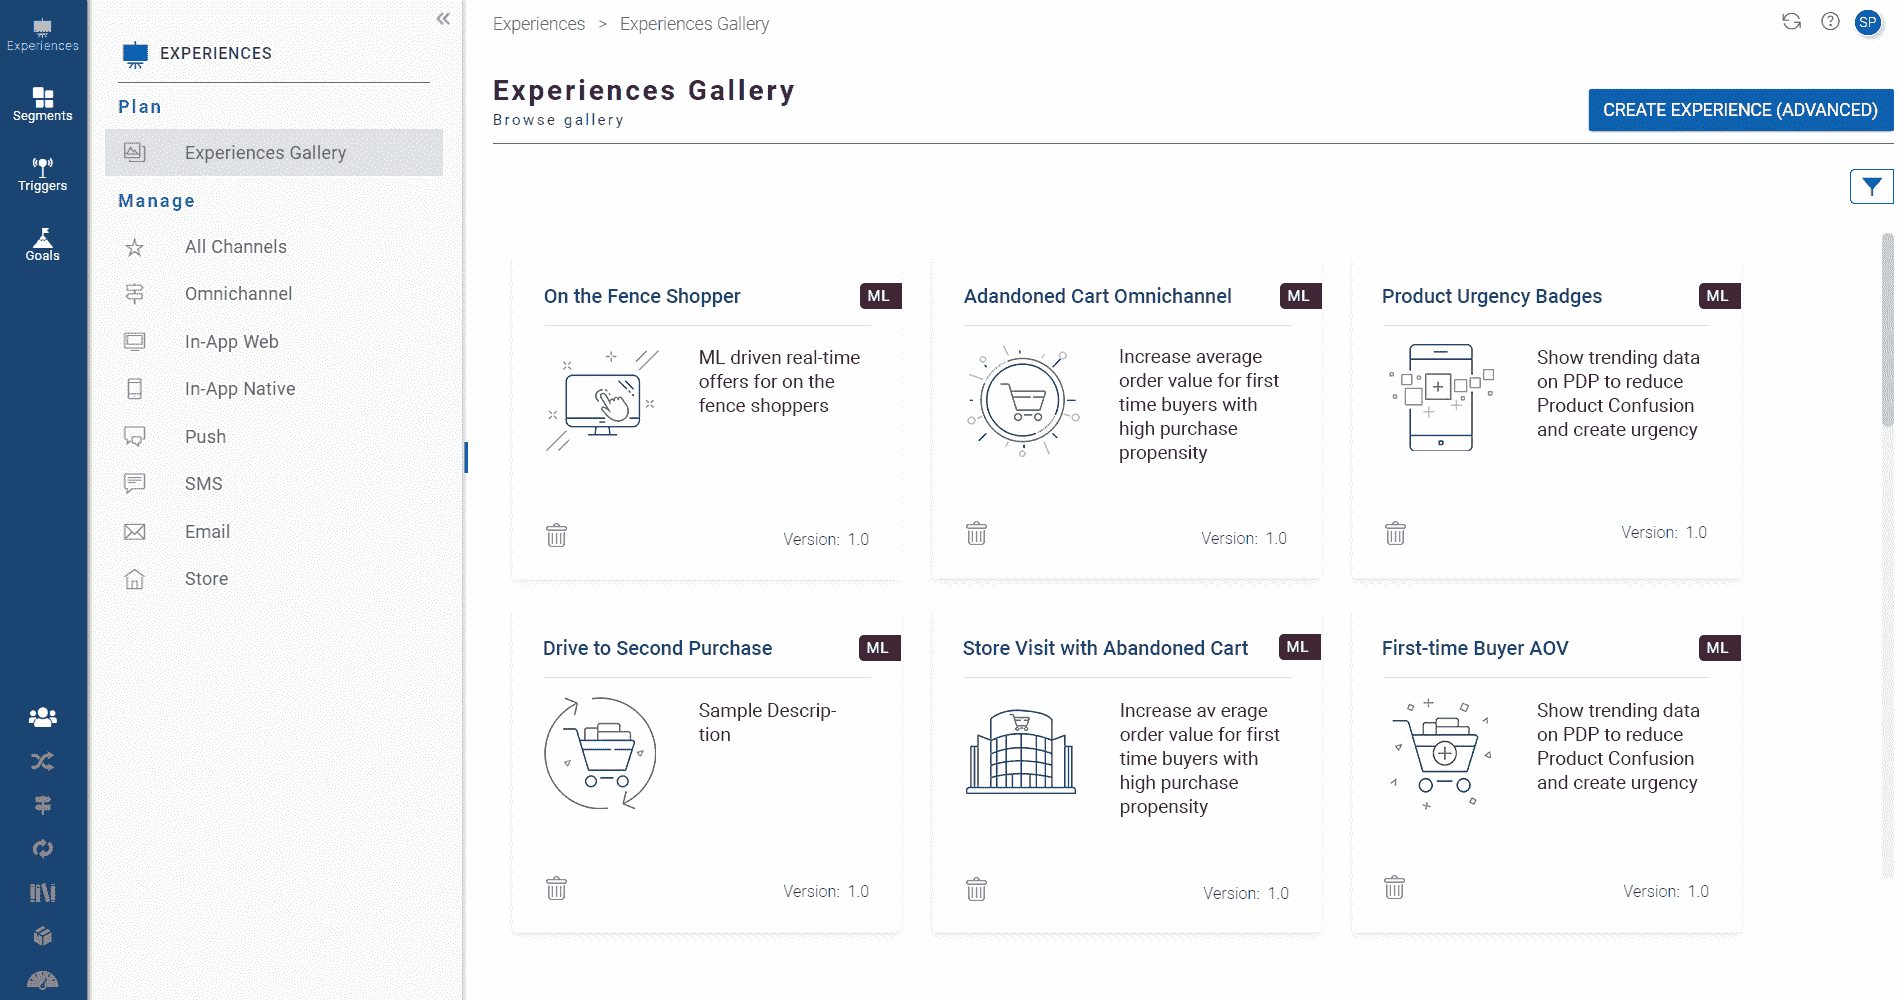 Experiences
Segments
Triggers
Goals
EXPERIENCES
Plan
Experiences Gallery
Manage
All Channels
Omnichannel
In-App Web
In-App Native
Push
SMS
Email
Store
Experiences > Experiences Gallery
SP
Experiences Gallery
Browse gallery
CREATE EXPERIENCE (ADVANCED)
On the Fence Shopper
ML
ML driven real-time
offers for on the
fence shoppers
Version: 1.0
Adandoned Cart Omnichannel
ML
Increase average
order value for first
time buyers with
high purchase
propensity
Version: 1.0
Product Urgency Badges
ML
Show trending data
on PDP to reduce
Product Confusion
and create urgency
Version: 1.0
Drive to Second Purchase
ML
Sample Descrip-
tion
Version: 1.0
Store Visit with Abandoned Cart
ML
Increase av erage
order value for first
time buyers with
high purchase
propensity
Version: 1.0
First-time Buyer AOV
ML
Show trending data
on PDP to reduce
Product Confusion
and create urgency
Version: 1.0